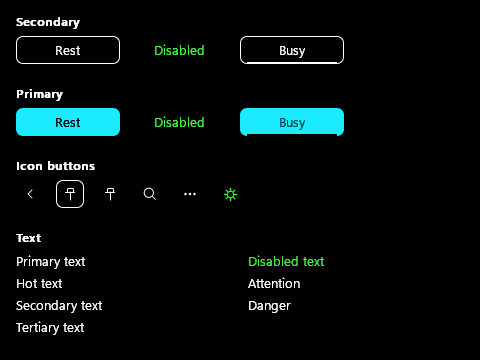 Secondary
Rest Disabled Busy
Primary
Rest Disabled Busy
Icon buttons
Text
Primary text Disabled text
Hot text Attention
Secondary text Danger
Tertiary text